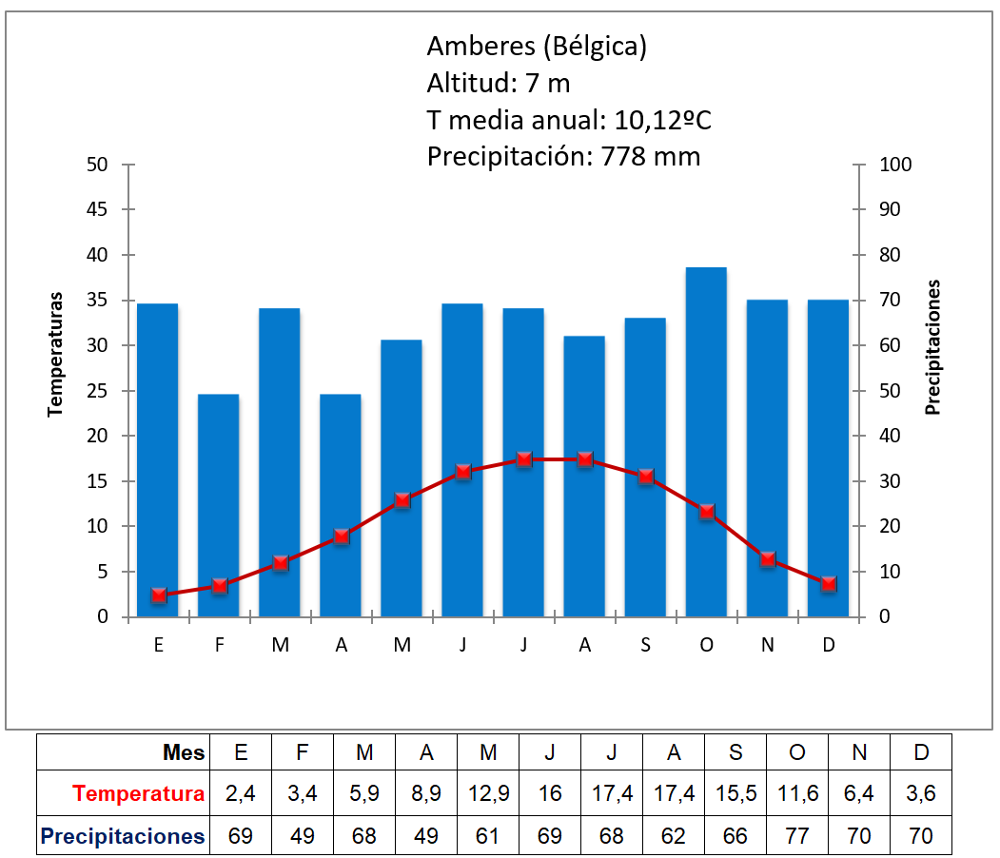 Amberes (Bélgica)
Altitud: 7 m
T media anual: 10,12ºC
Precipitación: 778 mm
50 100
45 90
40 80
35 70
30 60
25 50
20 40
15 30
10 20
5 10
0 0
Temperaturas
Precipitaciones
E F M A M J J A S O N D
Mes E F M A M J J A S O N D
Temperatura 2,4 3,4 5,9 8,9 12,9 16 17,4 17,4 15,5 11,6 6,4 3,6
Precipitaciones 69 49 68 49 61 69 68 62 66 77 70 70